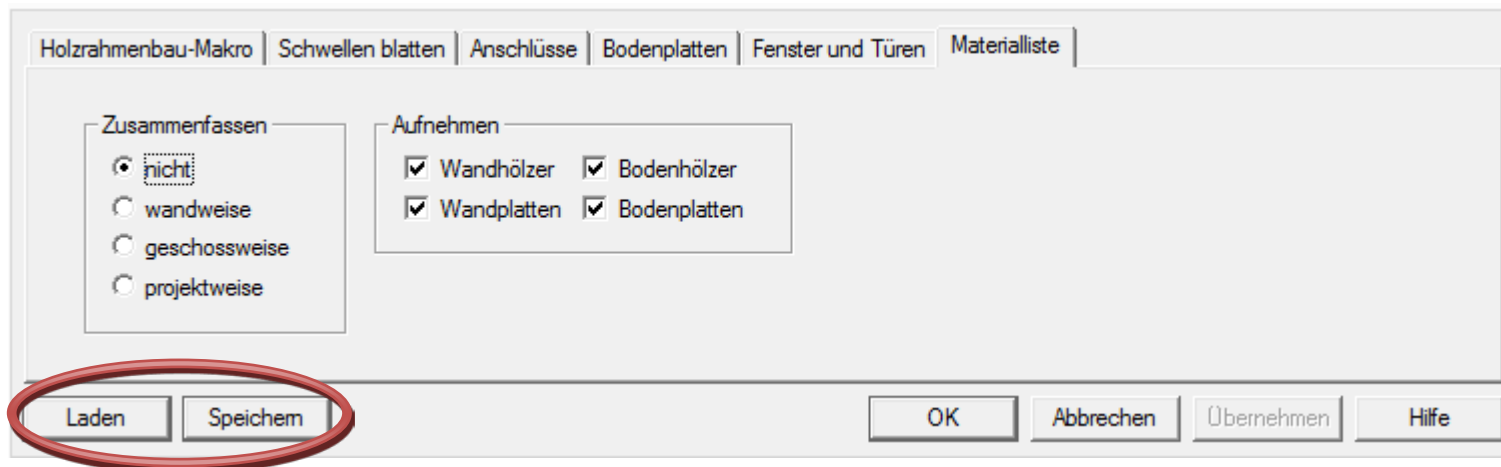 Holzrahmenbau-Makro Schwellen blatten Anschlüsse Bodenplatten Fenster und Türen Materialliste
Zusammenfassen
nicht
wandweise
geschossweise
projektweise
Aufnehmen
Wandhölzer Bodenhölzer
Wandplatten Bodenplatten
Laden Speichern OK Abbrechen Übernehmen Hilfe